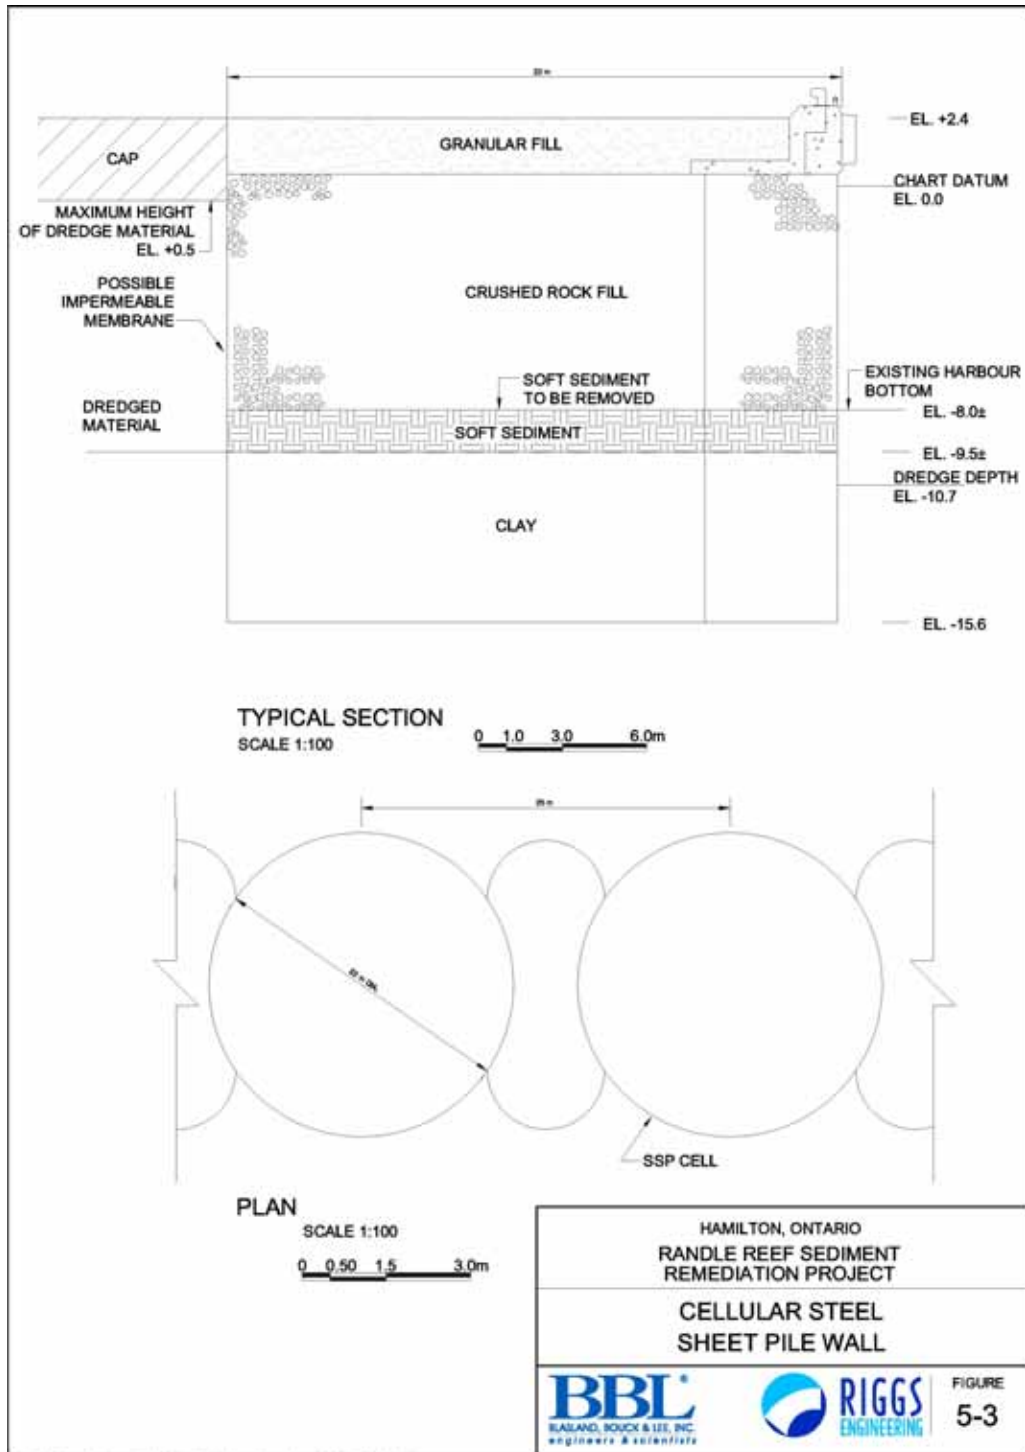 CAP
GRANULAR FILL
EL. +2.4
CHART DATUM
EL. 0.0
MAXIMUM HEIGHT
OF DREDGE MATERIAL
EL. +0.5
POSSIBLE
IMPERMEABLE
MEMBRANE
CRUSHED ROCK FILL
SOFT SEDIMENT
TO BE REMOVED
EXISTING HARBOUR
BOTTOM
EL. -8.0±
DREDGED
MATERIAL
SOFT SEDIMENT
EL. -9.5±
DREDGE DEPTH
EL. -10.7
CLAY
EL. -15.6
TYPICAL SECTION
SCALE 1:100
0 1.0 3.0 6.0m
SSP CELL
PLAN
SCALE 1:100
0 0.50 1.5 3.0m
HAMILTON, ONTARIO
RANDLE REEF SEDIMENT
REMEDIATION PROJECT
CELLULAR STEEL
SHEET PILE WALL
BBL®
BLASLAND, BOUCK & LEE, INC.
engineers & scientists
RIGGS
ENGINEERING
FIGURE
5-3